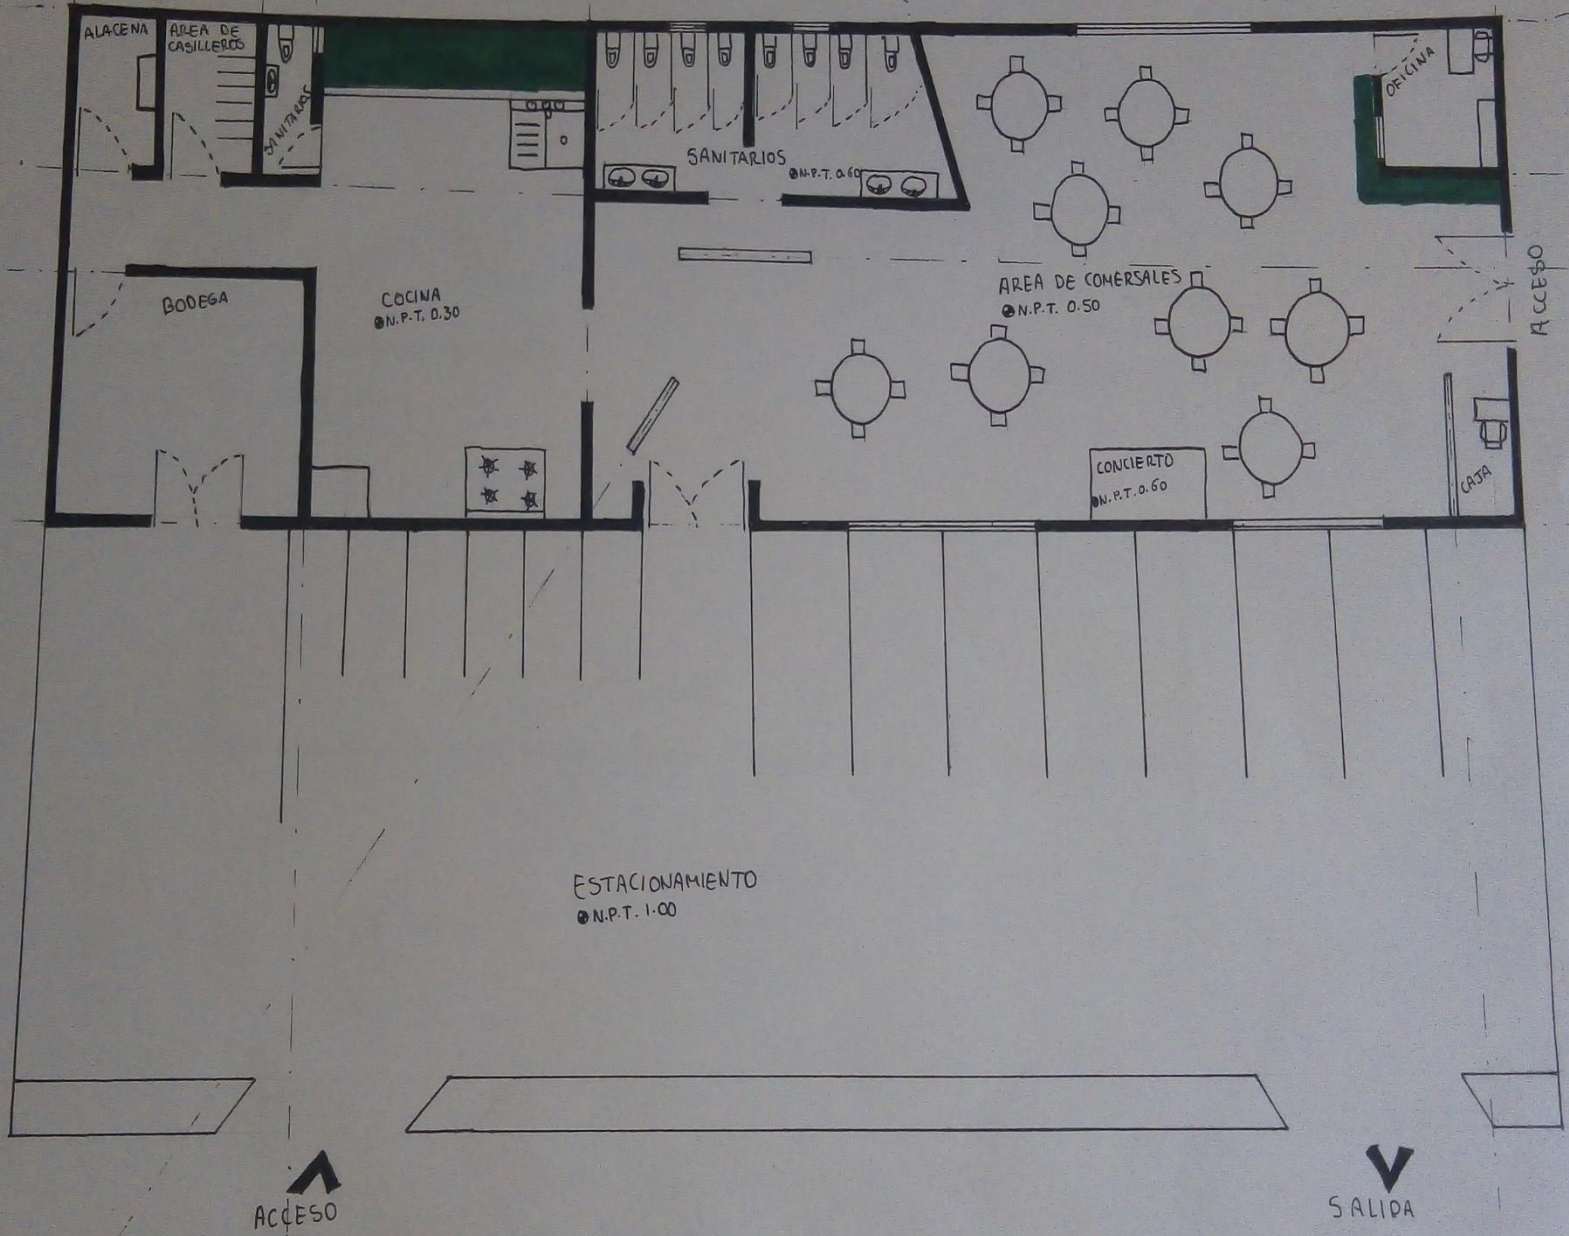 ALACENA
AREA DE
CASILLEROS
SANITARIOS
SANITARIOS
N.P.T. 0.60
OFICINA
BODEGA
COCINA
N.P.T. 0.30
AREA DE COMERSALES
N.P.T. 0.50
ACCESO
CONCIERTO
N.P.T. 0.60
CAJA
ESTACIONAMIENTO
N.P.T. 1.00
ACCESO
SALIDA